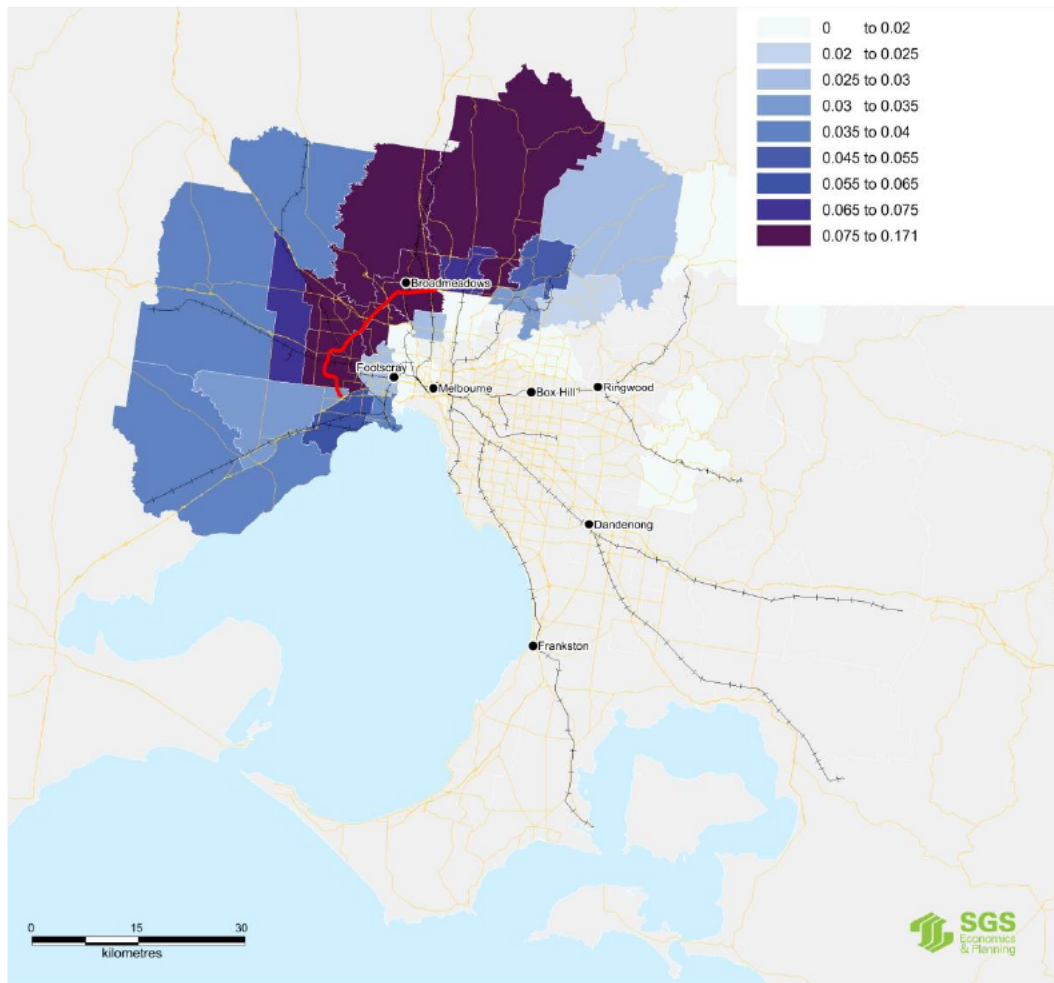 0 to 0.02
0.02 to 0.025
0.025 to 0.03
0.03 to 0.035
0.035 to 0.04
0.045 to 0.055
0.055 to 0.065
0.065 to 0.075
0.075 to 0.171
Broadmeadows
Footscray
Melbourne
Box Hill
Ringwood
Dandenong
Frankston
0 15 30
kilometres
SGS
Economics
& Planning